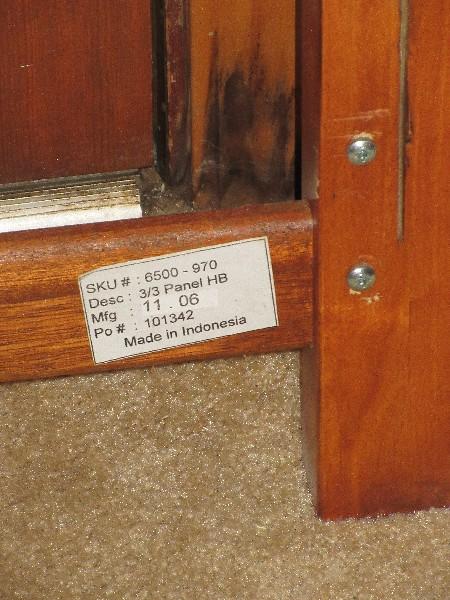 SKU # : 6500 - 970
Desc : 3/3 Panel HB
Mfg : 11 . 06
Po # : 101342
Made in Indonesia